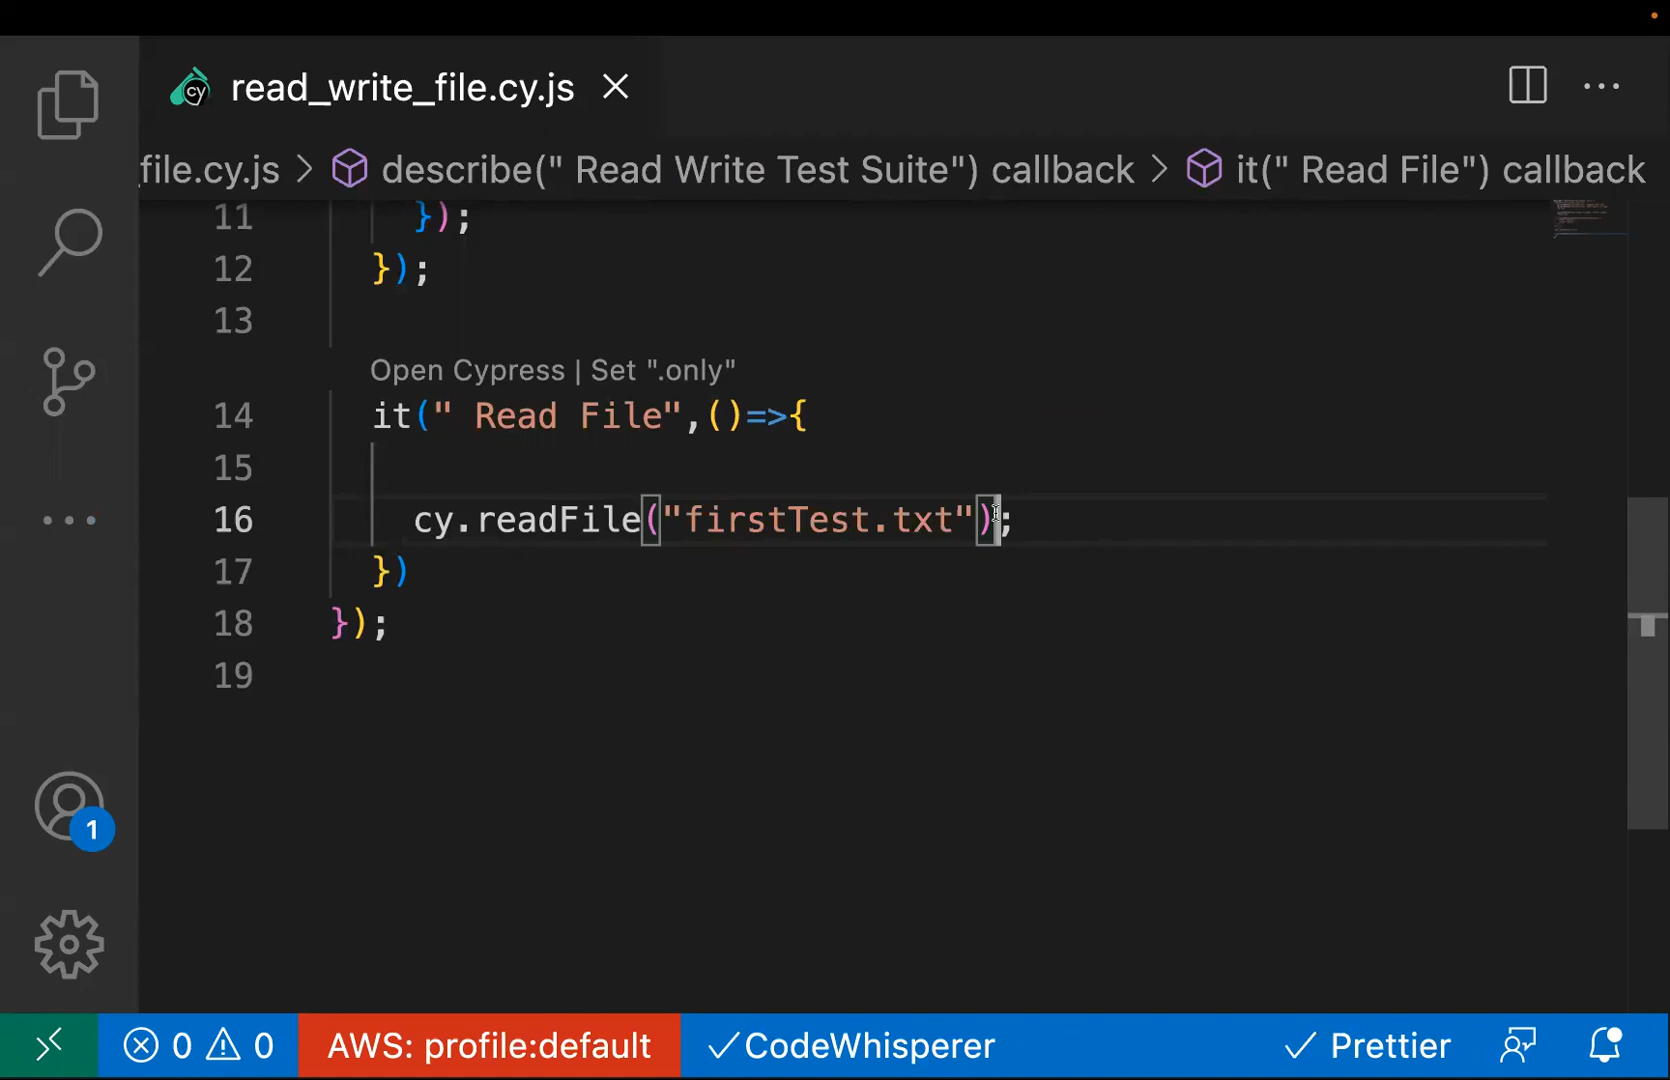 read_write_file.cy.js
_file.cy.js > describe(" Read Write Test Suite") callback > it(" Read File") callback
11 });
12 });
13
Open Cypress | Set ".only"
14 it(" Read File",()=>{
15
16 cy.readFile("firstTest.txt");
17 })
18 });
19
1
0 0 AWS: profile:default CodeWhisperer Prettier